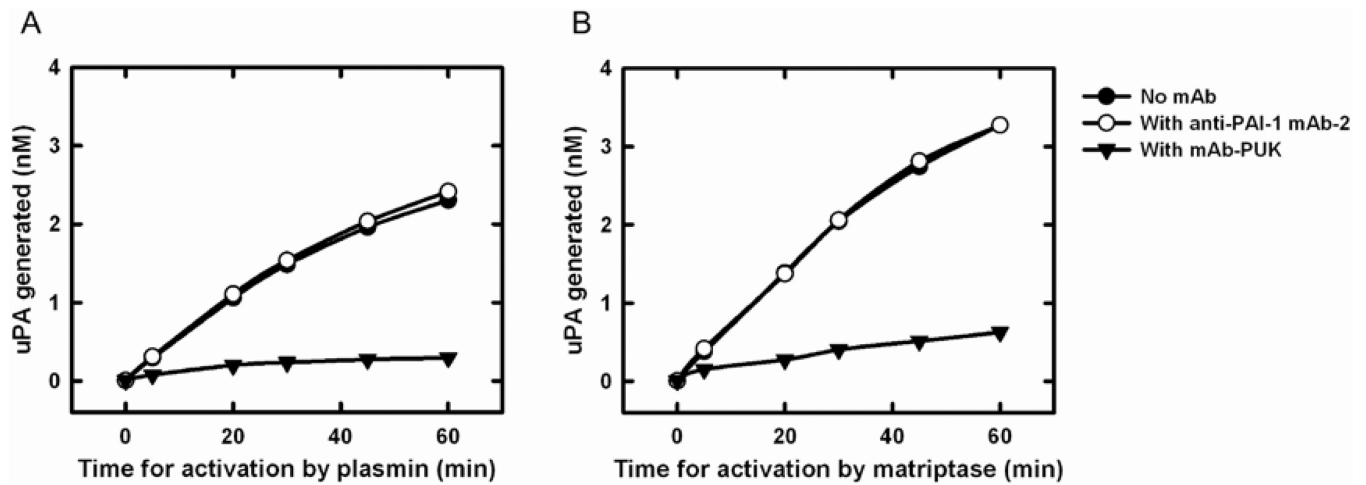 A
uPA generated (nM)
4
3
2
1
0
0 20 40 60
Time for activation by plasmin (min)
B
uPA generated (nM)
4
3
2
1
0
0 20 40 60
Time for activation by matriptase (min)
No mAb
With anti-PAI-1 mAb-2
With mAb-PUK